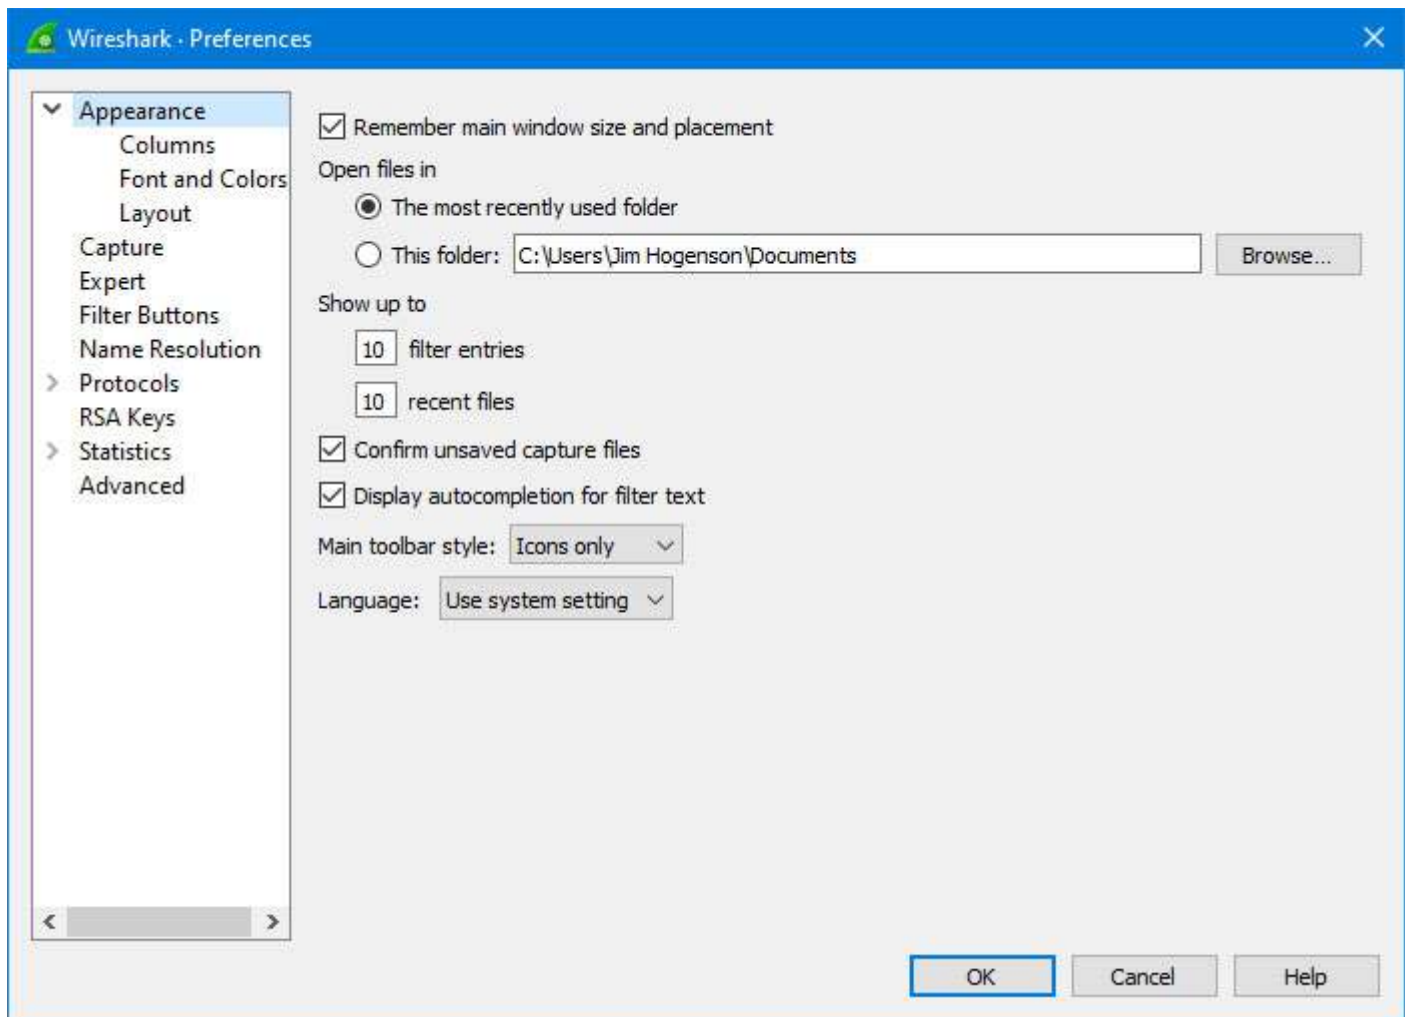 Wireshark · Preferences
Appearance
Columns
Font and Colors
Layout
Capture
Expert
Filter Buttons
Name Resolution
Protocols
RSA Keys
Statistics
Advanced
Remember main window size and placement
Open files in
The most recently used folder
This folder: C:\Users\Jim Hogenson\Documents Browse...
Show up to
10 filter entries
10 recent files
Confirm unsaved capture files
Display autocompletion for filter text
Main toolbar style: Icons only
Language: Use system setting
OK Cancel Help